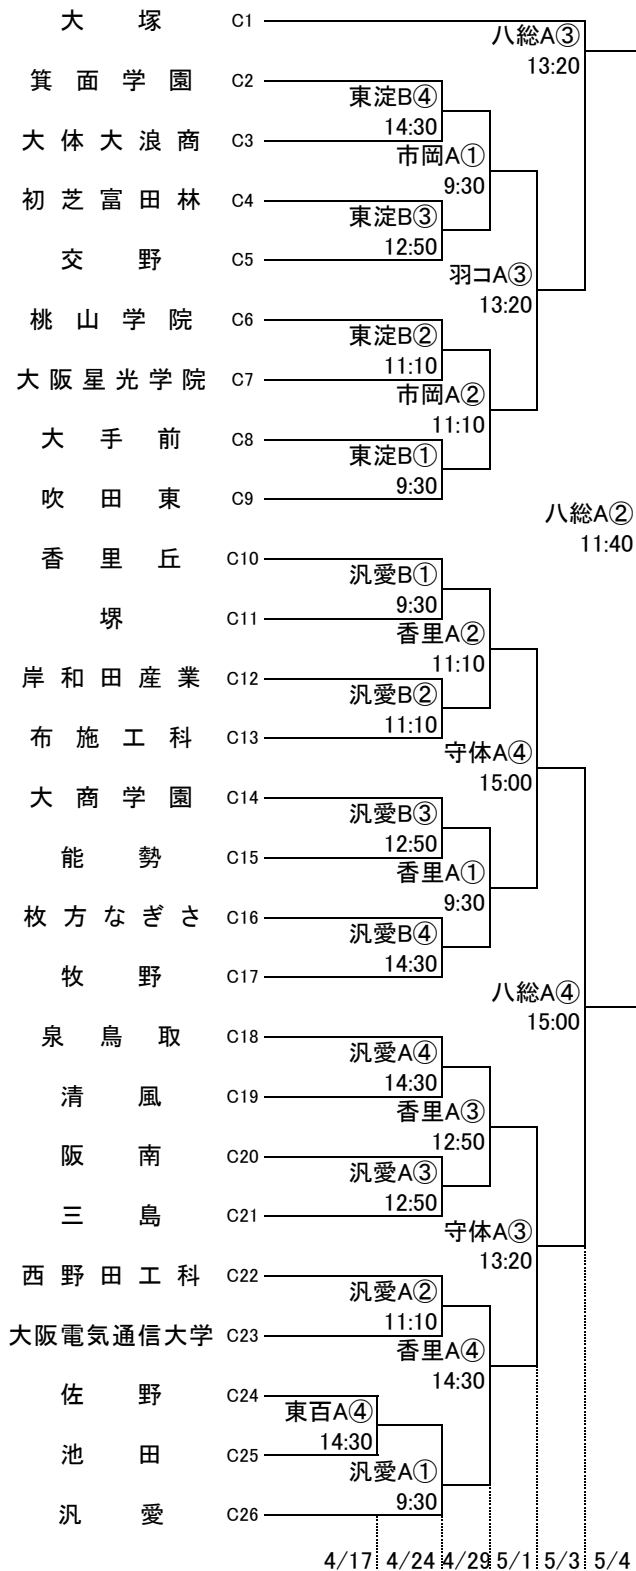 大塚 C1
八総A③
13:20
箕面学園 C2
東淀B④
14:30
大体大浪商 C3
市岡A①
9:30
初芝富田林 C4
東淀B③
12:50
交野 C5
羽コA③
13:20
桃山学院 C6
東淀B②
11:10
大阪星光学院 C7
市岡A②
11:10
大手前 C8
東淀B①
9:30
吹田東 C9
八総A②
11:40
香里丘 C10
汎愛B①
9:30
堺 C11
香里A②
11:10
岸和田産業 C12
汎愛B②
11:10
布施工科 C13
守体A④
15:00
大商学園 C14
汎愛B③
12:50
能勢 C15
香里A①
9:30
枚方なぎさ C16
汎愛B④
14:30
牧野 C17
八総A④
15:00
泉鳥取 C18
汎愛A④
14:30
清風 C19
香里A③
12:50
阪南 C20
汎愛A③
12:50
三島 C21
守体A③
13:20
西野田工科 C22
汎愛A②
11:10
大阪電気通信大学 C23
香里A④
14:30
佐野 C24
東百A④
14:30
池田 C25
汎愛A①
9:30
汎愛 C26
4/17 4/24 4/29 5/1 5/3 5/4